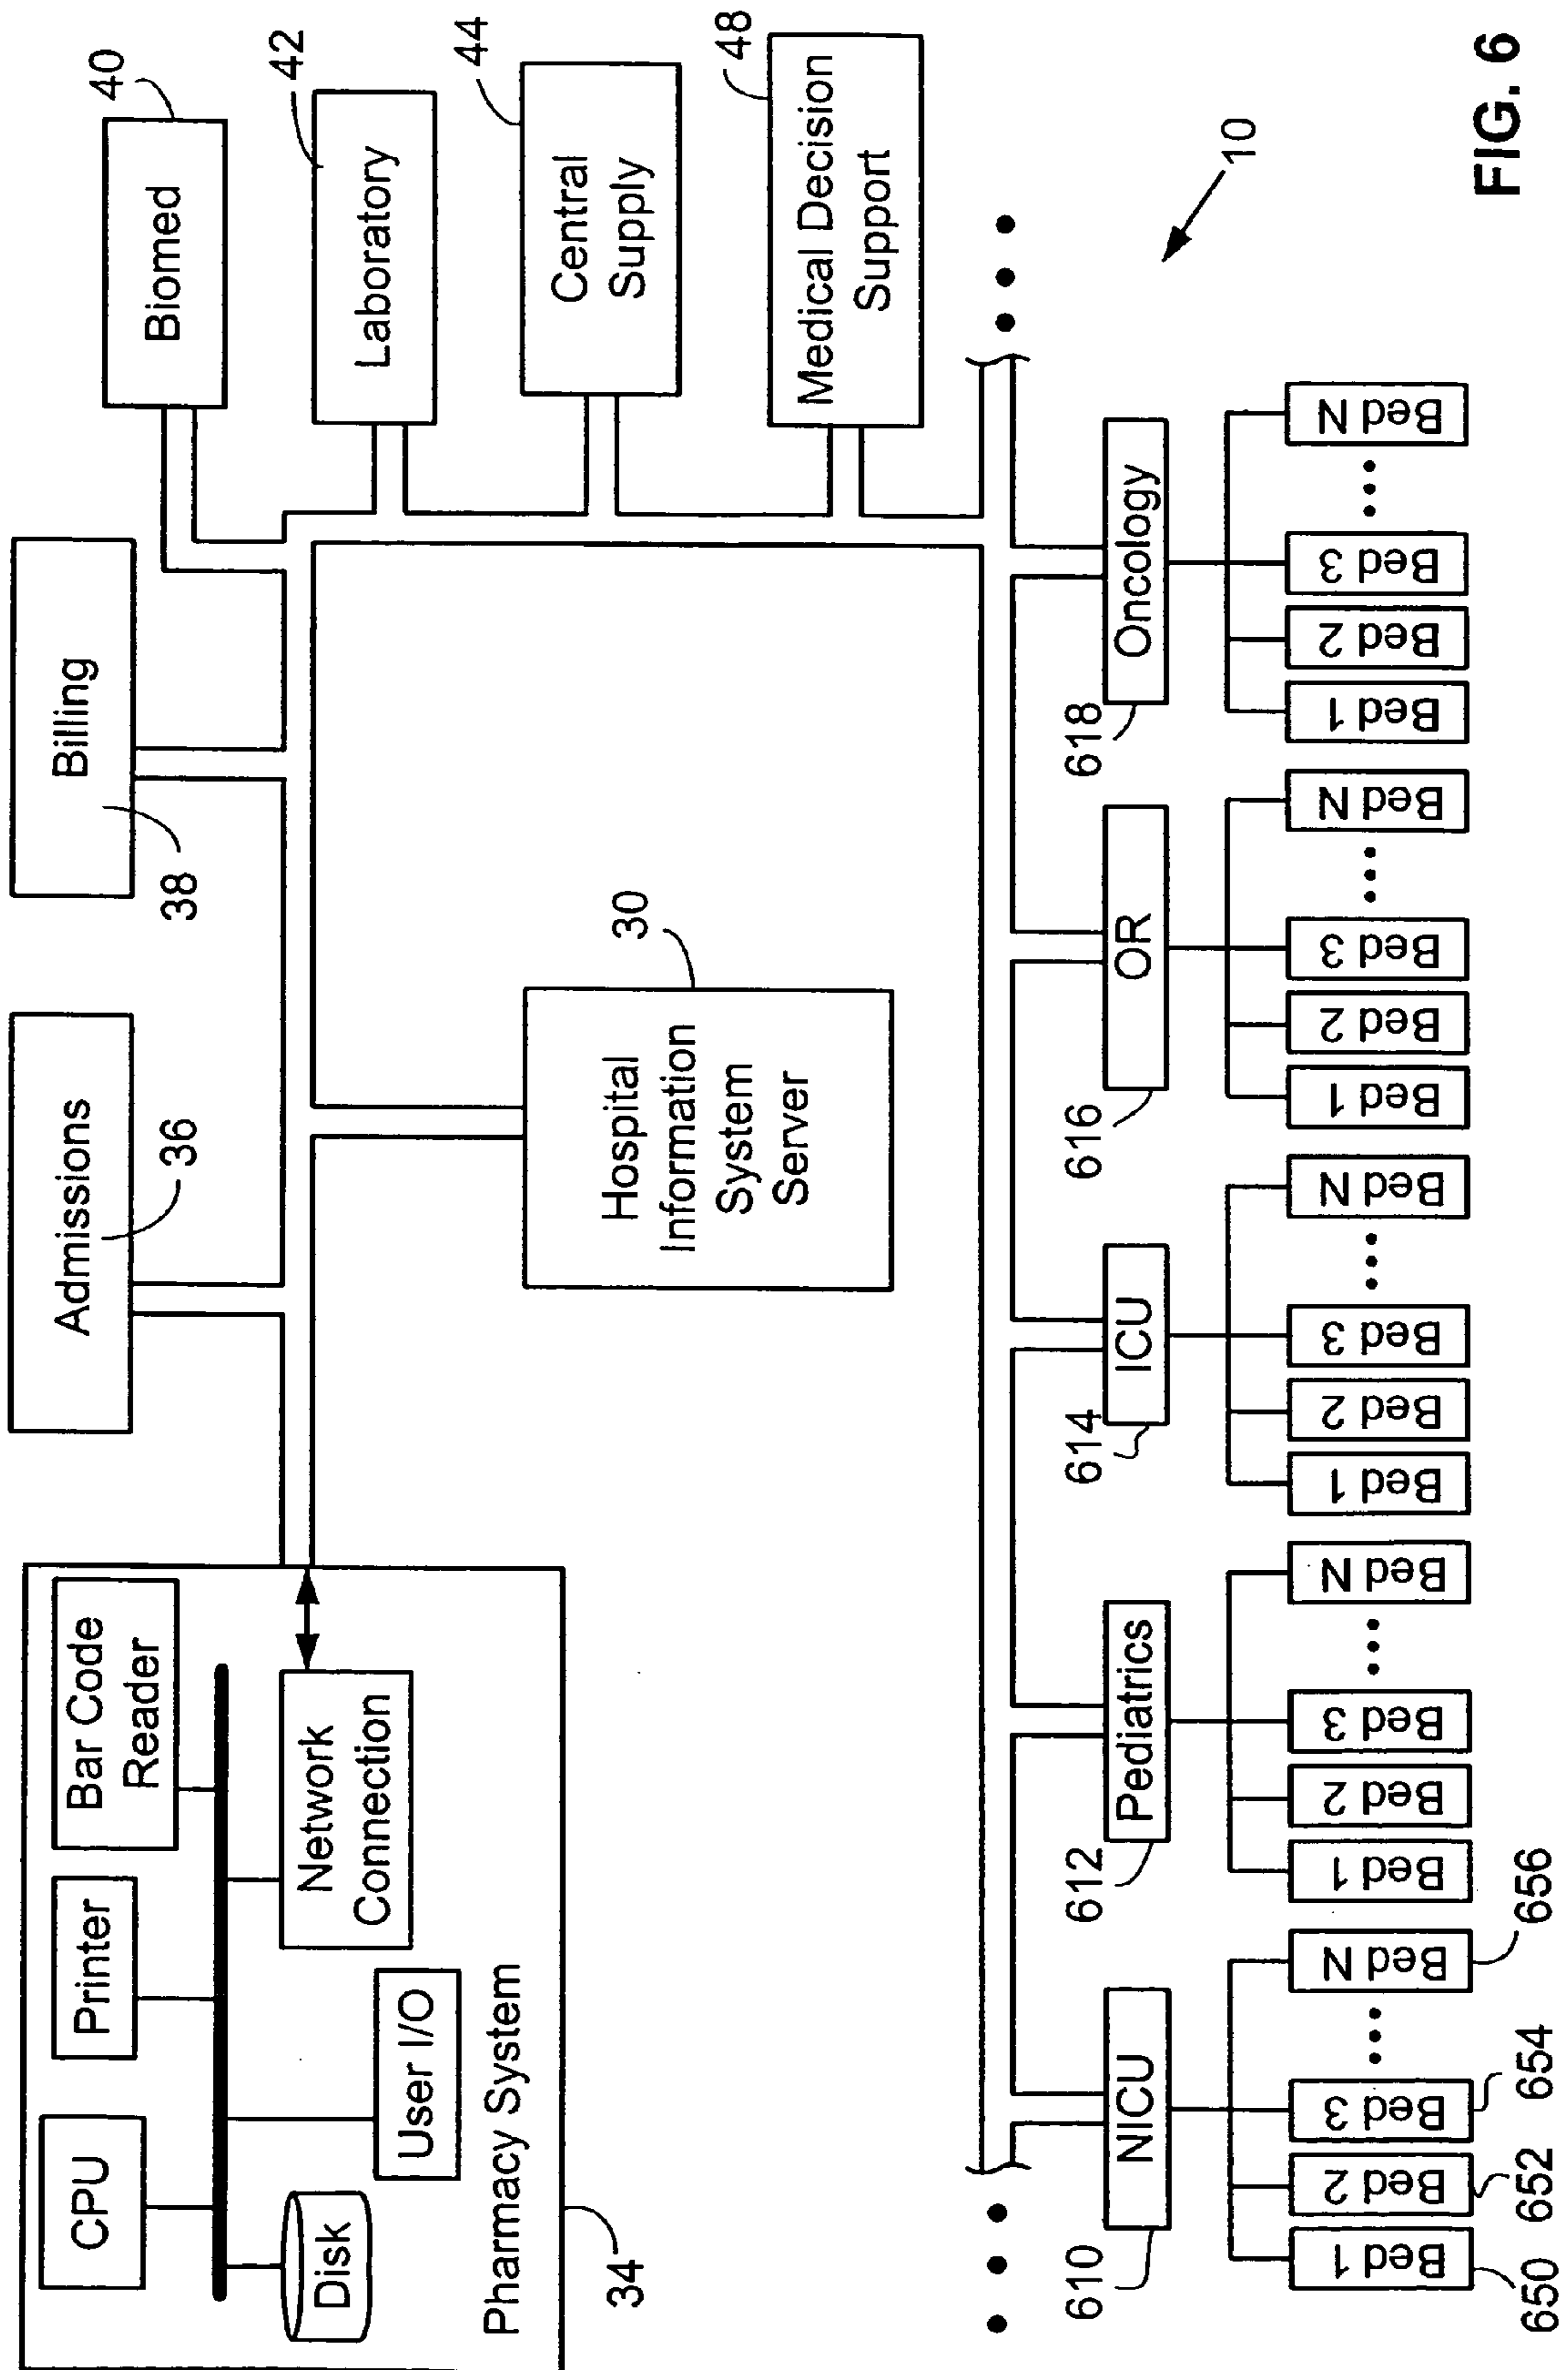 Admissions
36
Billing
38
Biomed
40
Laboratory
42
Central
Supply
44
Medical Decision
Support
48
CPU
Printer
Bar Code
Reader
Disk
User I/O
Network
Connection
Pharmacy System
34
Hospital
Information
System
Server
30
10
NICU
610
Pediatrics
612
ICU
614
OR
616
Oncology
618
Bed 1
Bed 2
Bed 3
Bed N
650
652
654
656
Bed 1
Bed 2
Bed 3
Bed N
Bed 1
Bed 2
Bed 3
Bed N
Bed 1
Bed 2
Bed 3
Bed N
Bed 1
Bed 2
Bed 3
Bed N
FIG. 6